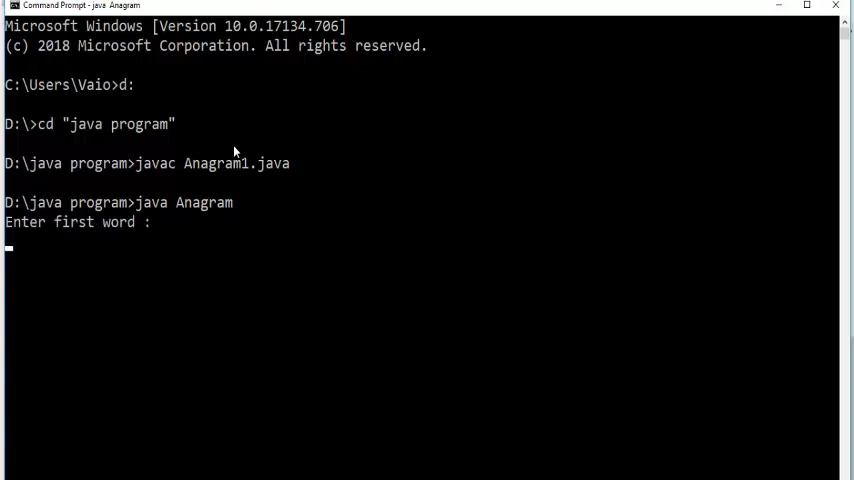 Command Prompt - java Anagram
Microsoft Windows [Version 10.0.17134.706]
(c) 2018 Microsoft Corporation. All rights reserved.
C:\Users\Vaio>d:
D:\>cd "java program"
D:\java program>javac Anagram1.java
D:\java program>java Anagram
Enter first word :